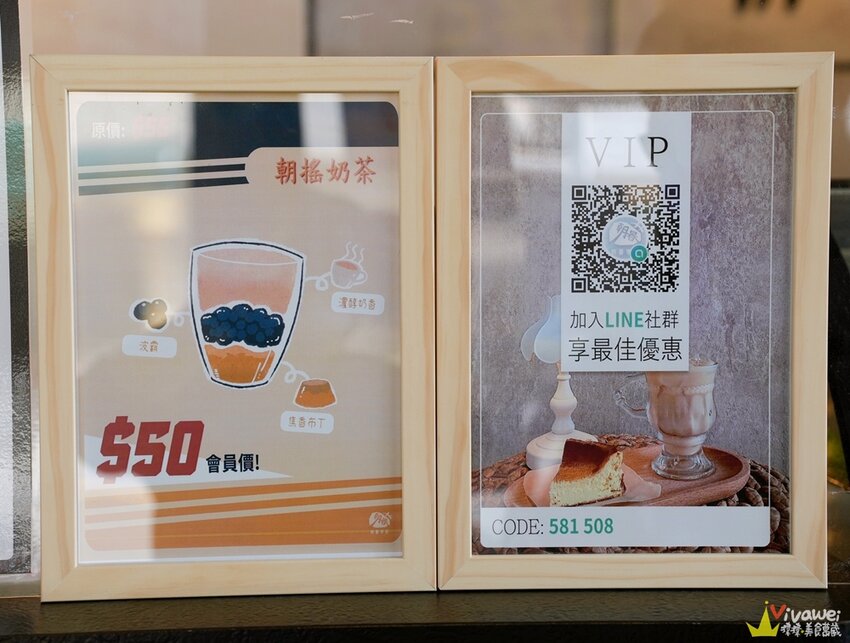 原價: $55
朝搖奶茶
濃醇奶香
波霸
焦香布丁
$50 會員價!
VIP
加入LINE社群
享最佳優惠
CODE: 581 508
Vivawei